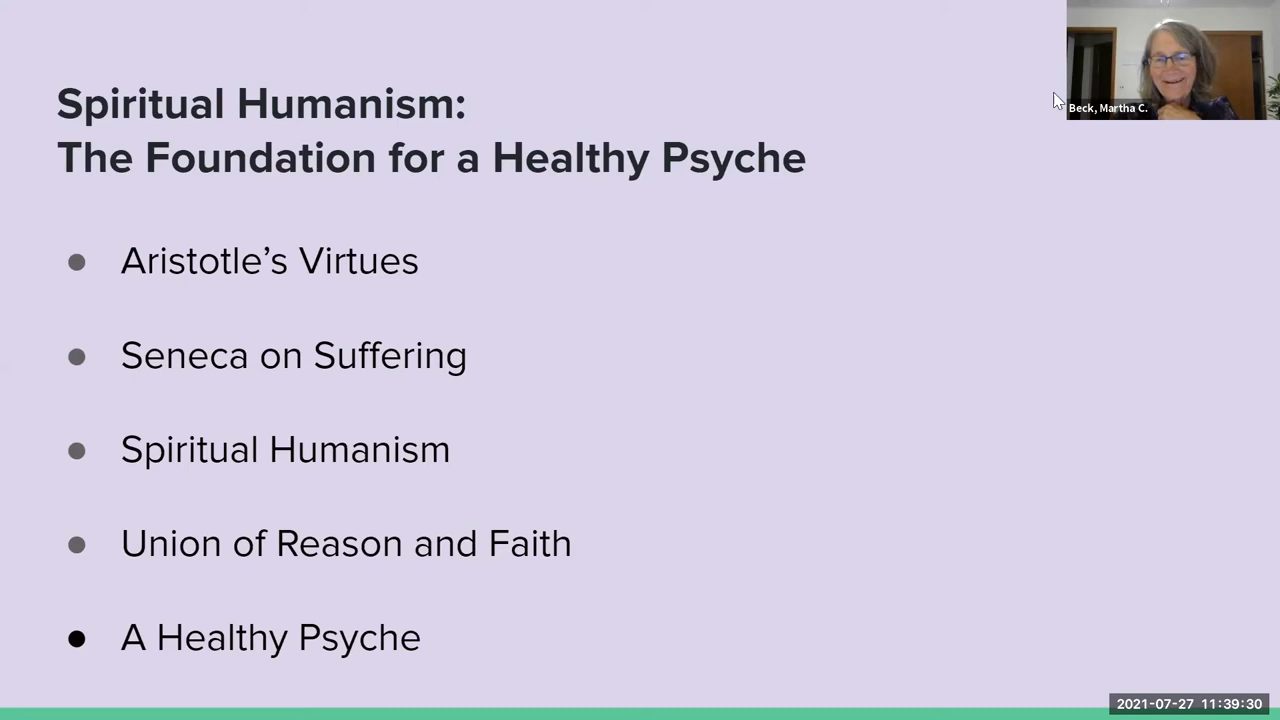 Spiritual Humanism:
The Foundation for a Healthy Psyche
Beck, Martha C.
● Aristotle’s Virtues
● Seneca on Suffering
● Spiritual Humanism
● Union of Reason and Faith
● A Healthy Psyche
2021-07-27 11:39:30